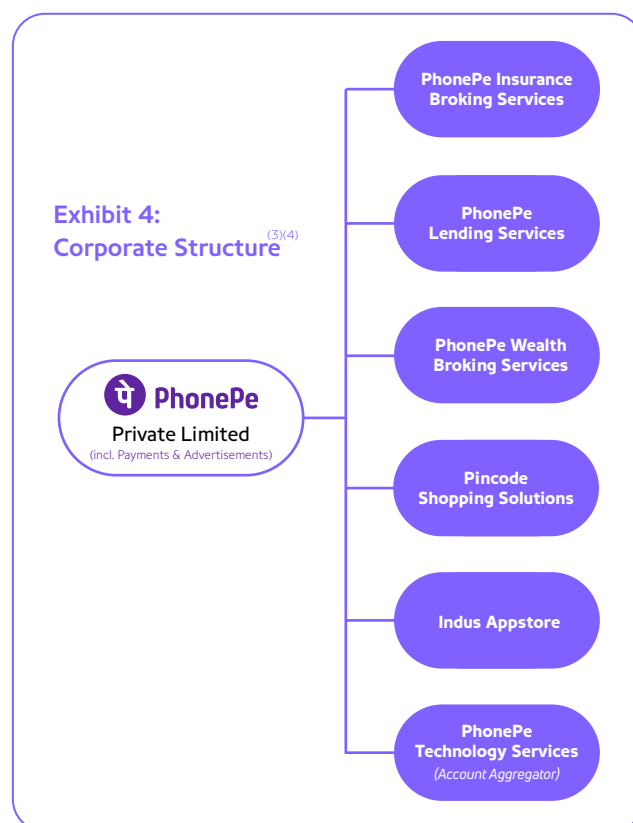 PhonePe Insurance
Broking Services
PhonePe
Lending Services
Exhibit 4:
Corporate Structure(3)(4)
PhonePe Wealth
Broking Services
पे PhonePe
Private Limited
(incl. Payments & Advertisements)
Pincode
Shopping Solutions
Indus Appstore
PhonePe
Technology Services
(Account Aggregator)